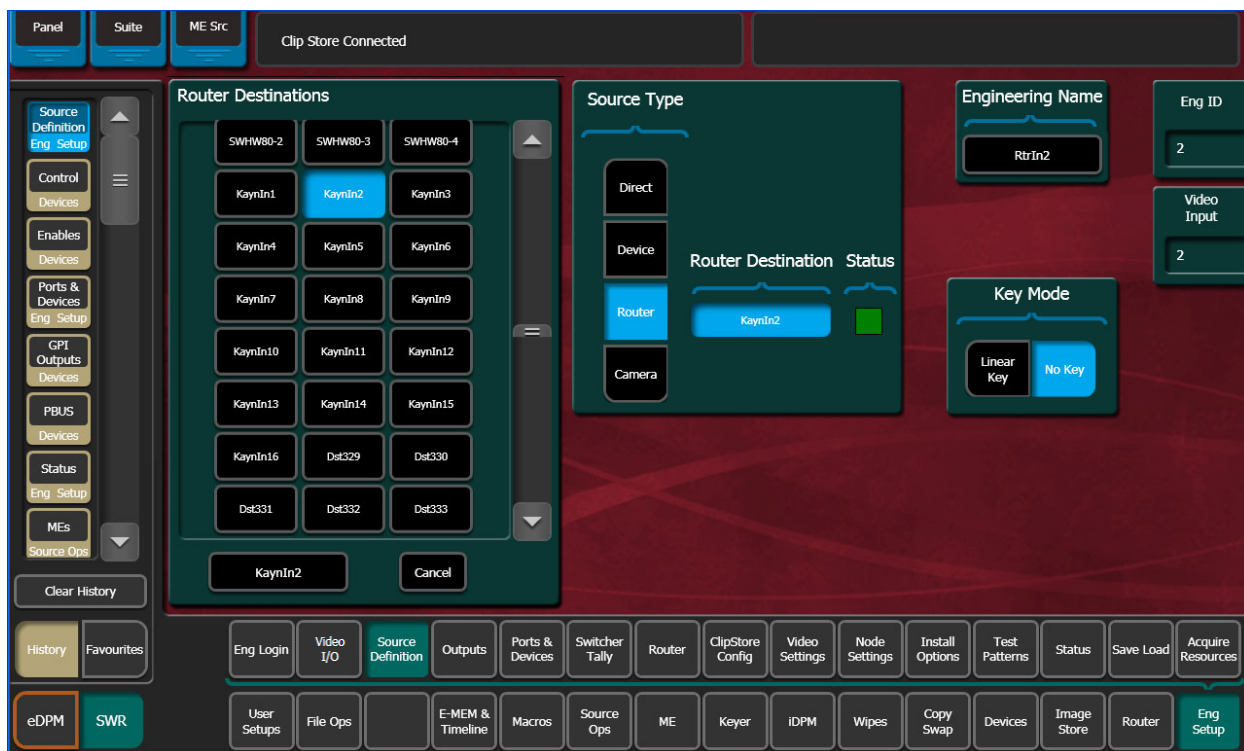 Panel
Suite
ME Src
Clip Store Connected
Source
Definition
Eng Setup
Control
Devices
Enables
Devices
Ports &
Devices
Eng Setup
GPI
Outputs
Devices
PBUS
Devices
Status
Eng Setup
MEs
Source Ops
Clear History
History
Favourites
eDPM
SWR
Router Destinations
SWHW80-2
SWHW80-3
SWHW80-4
KaynIn1
KaynIn2
KaynIn3
KaynIn4
KaynIn5
KaynIn6
KaynIn7
KaynIn8
KaynIn9
KaynIn10
KaynIn11
KaynIn12
KaynIn13
KaynIn14
KaynIn15
KaynIn16
Dst329
Dst330
Dst331
Dst332
Dst333
KaynIn2
Cancel
Source Type
Direct
Device
Router
Camera
Router Destination
Status
KaynIn2
Engineering Name
RtrIn2
Eng ID
2
Video
Input
2
Key Mode
Linear
Key
No Key
Eng Login
Video
I/O
Source
Definition
Outputs
Ports &
Devices
Switcher
Tally
Router
ClipStore
Config
Video
Settings
Node
Settings
Install
Options
Test
Patterns
Status
Save Load
Acquire
Resources
User
Setups
File Ops
E-MEM &
Timeline
Macros
Source
Ops
ME
Keyer
iDPM
Wipes
Copy
Swap
Devices
Image
Store
Router
Eng
Setup